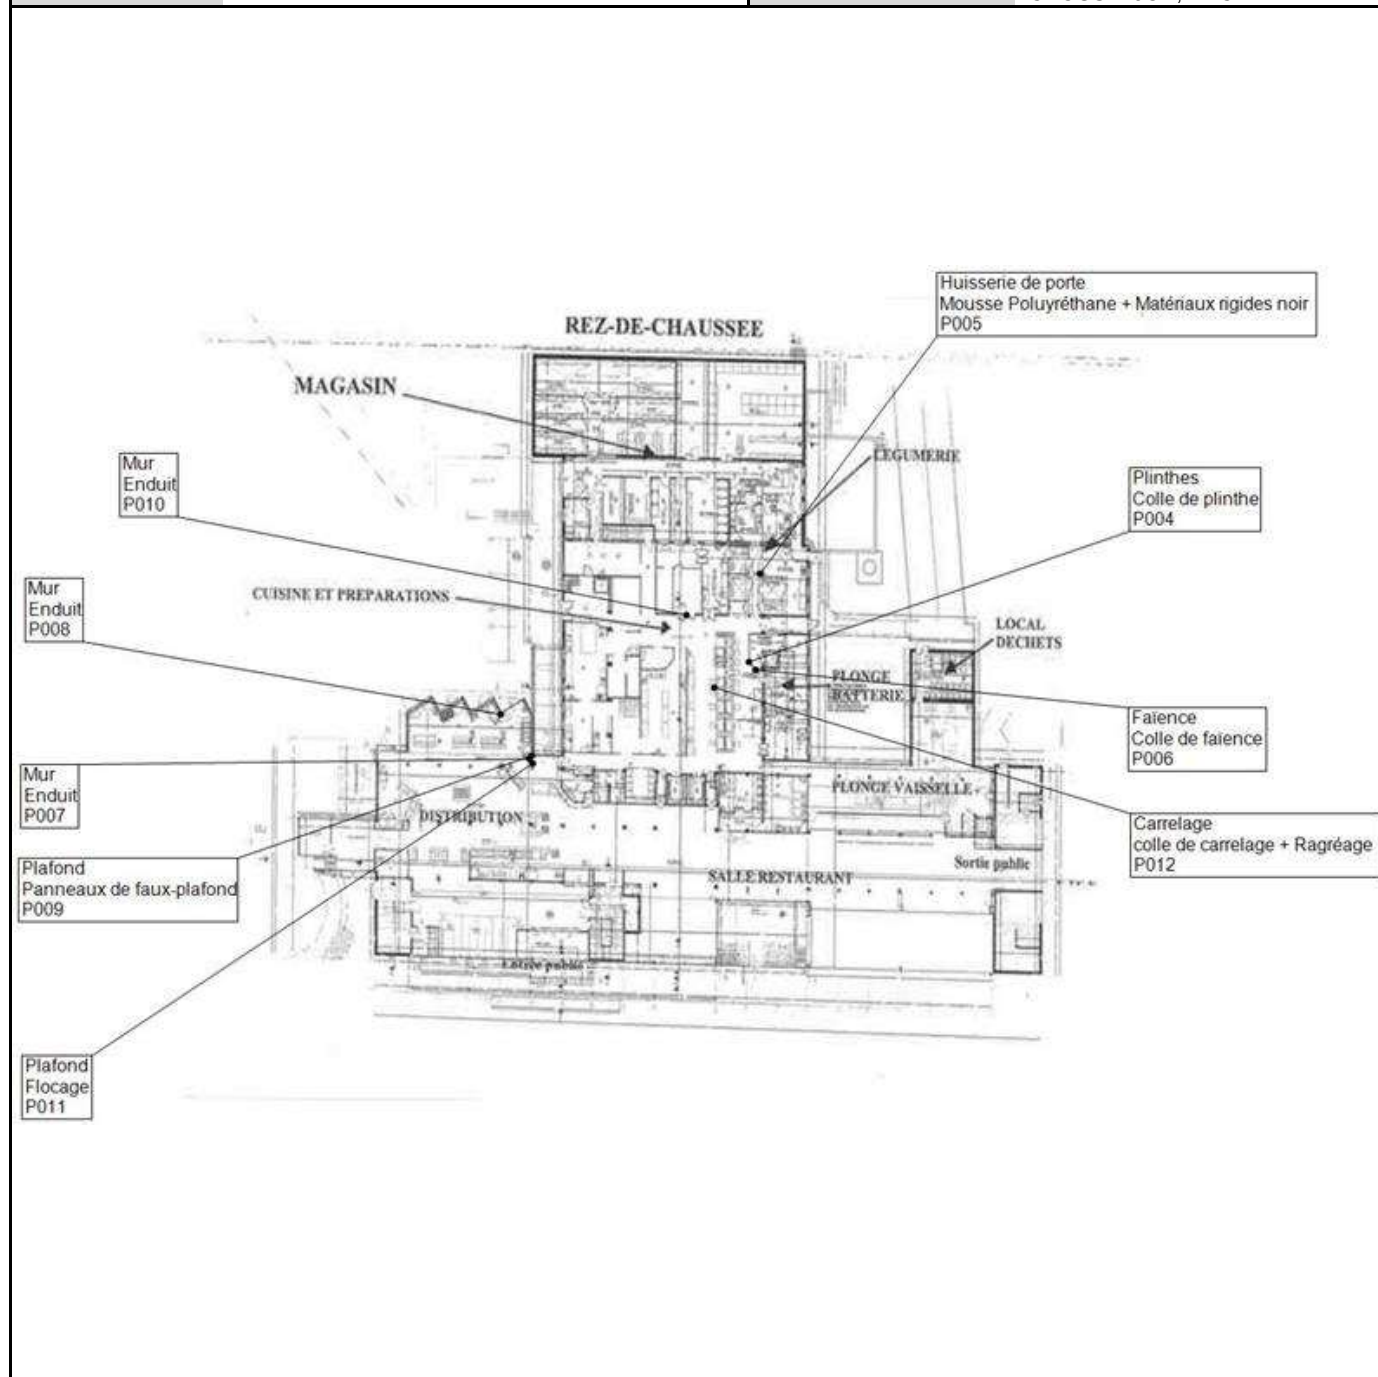 REZ-DE-CHAUSSEE
Huisserie de porte
Mousse Poluyréthane + Matériaux rigides noir
P005
MAGASIN
LEGUMERIE
Mur
Enduit
P010
Plinthes
Colle de plinthe
P004
Mur
Enduit
P008
CUISINE ET PREPARATIONS
LOCAL
DECHETS
PLONGE
BATTERIE
Faïence
Colle de faïence
P006
Mur
Enduit
P007
PLONGE VAISSELLE
DISTRIBUTION
Carrelage
colle de carrelage + Ragréage
P012
Plafond
Panneaux de faux-plafond
P009
Sortie public
SALLE RESTAURANT
Entrée public
Plafond
Flocage
P011